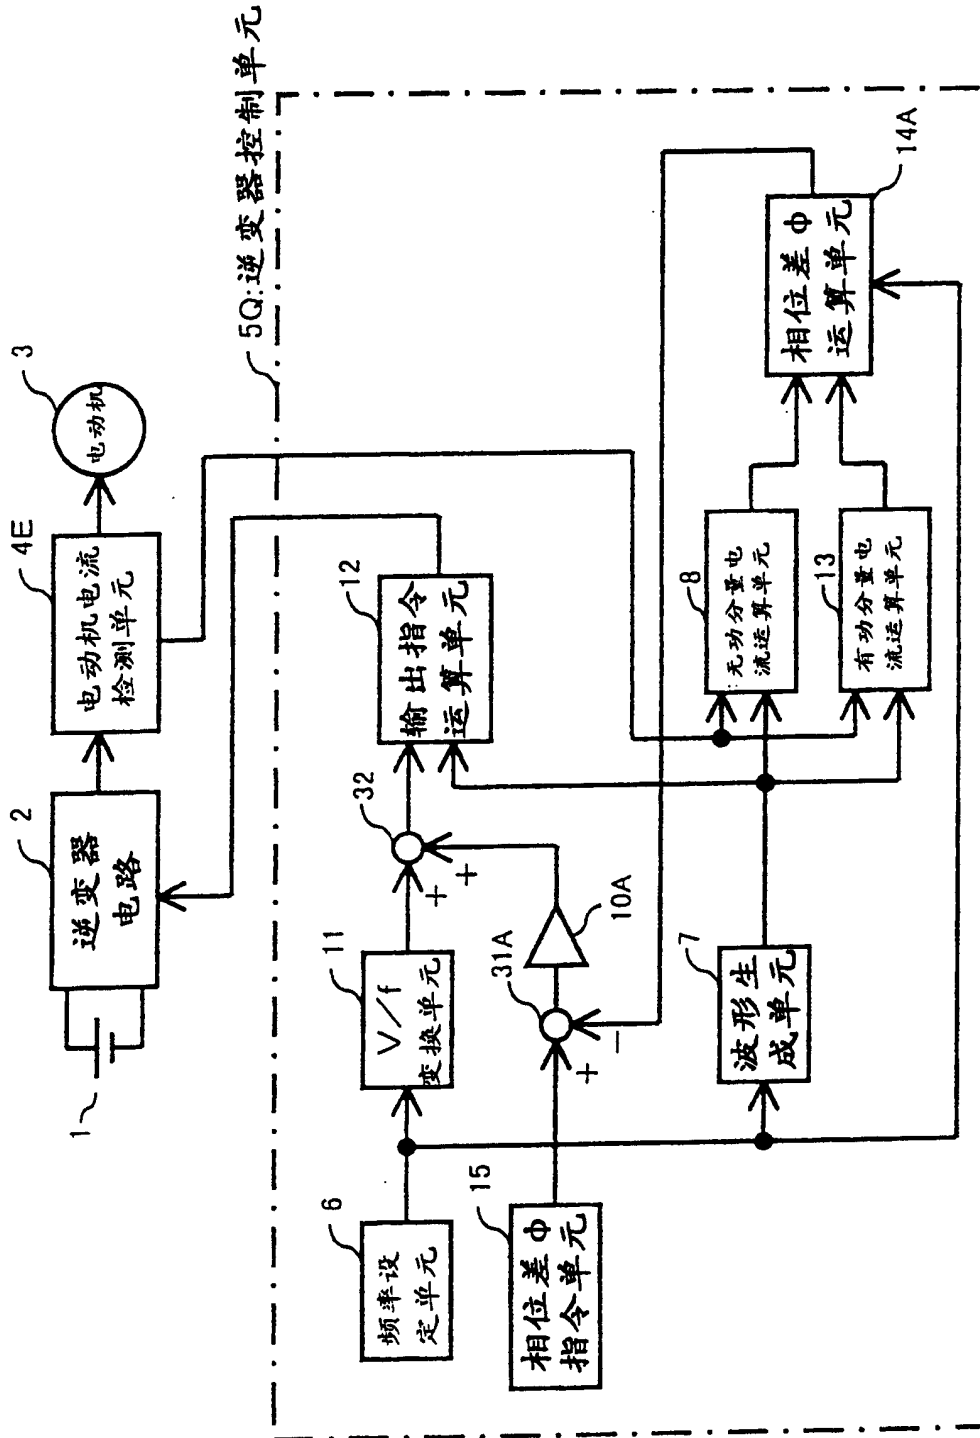 1
2
逆变器
电路
4E
电动机电流
检测单元
3
电动机
5Q:逆变器控制单元
6
频率设
定单元
11
V/f
变换单元
32
+
+
12
输出指令
运算单元
15
相位差Φ
指令单元
31A
+
−
10A
7
波形生
成单元
8
:无功分量电
流运算单元
13
有功分量电
流运算单元
14A
相位差Φ
运算单元